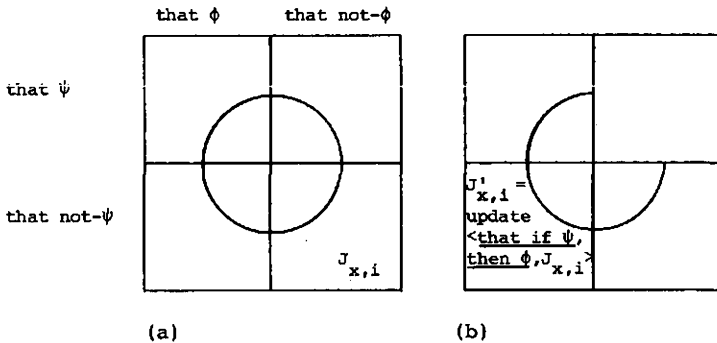 that ϕ that not-ϕ
that ψ
that not-ψ
J'x,i =
update
<that if ψ,
then ϕ,Jx,i>
Jx,i
(a) (b)